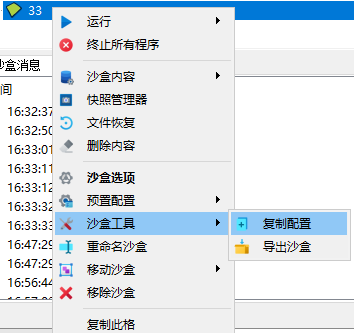 33
运行
终止所有程序
沙盒消息
沙盒内容
间
快照管理器
16:32:37
文件恢复
16:32:50
删除内容
16:33:01
16:33:11
沙盒选项
16:33:12
预置配置
16:33:32
沙盒工具
复制配置
16:33:33
重命名沙盒
导出沙盒
16:47:29
移动沙盒
16:47:29
移除沙盒
16:56:44
复制此格